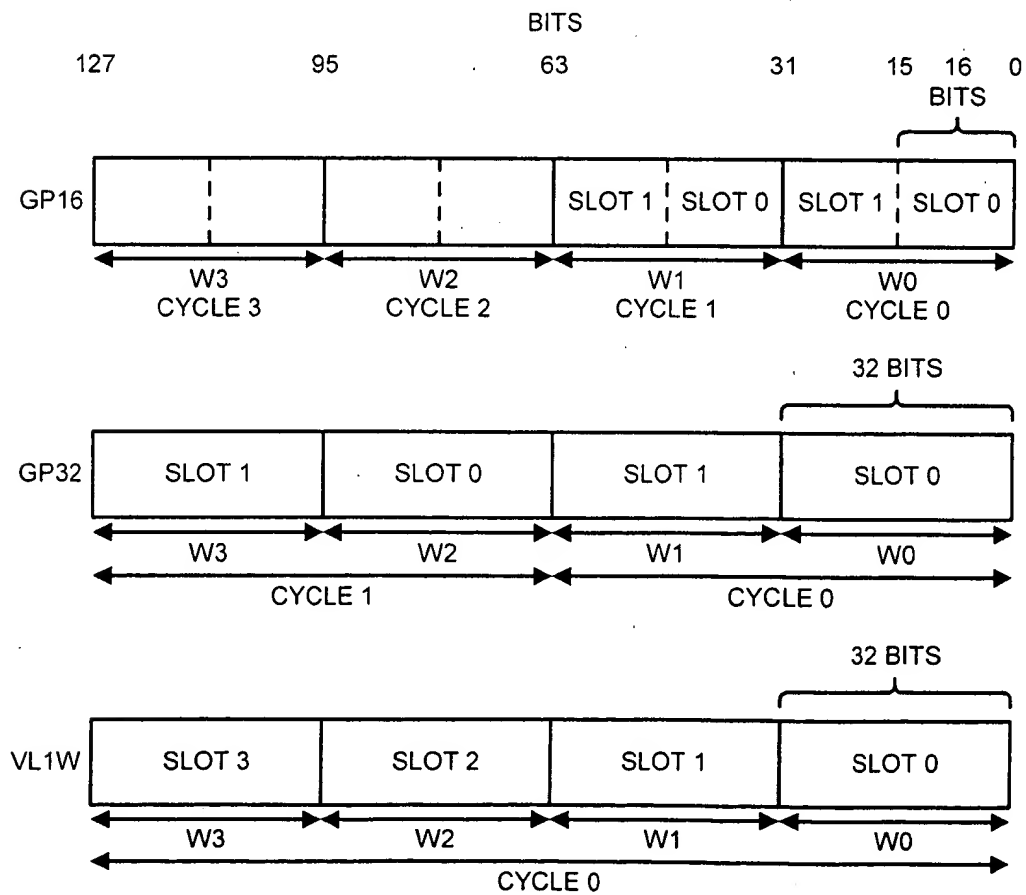 BITS
127 95 63 31 15 16 0
BITS
GP16 SLOT 1 SLOT 0 SLOT 1 SLOT 0
W3 W2 W1 W0
CYCLE 3 CYCLE 2 CYCLE 1 CYCLE 0
32 BITS
GP32 SLOT 1 SLOT 0 SLOT 1 SLOT 0
W3 W2 W1 W0
CYCLE 1 CYCLE 0
32 BITS
VL1W SLOT 3 SLOT 2 SLOT 1 SLOT 0
W3 W2 W1 W0
CYCLE 0